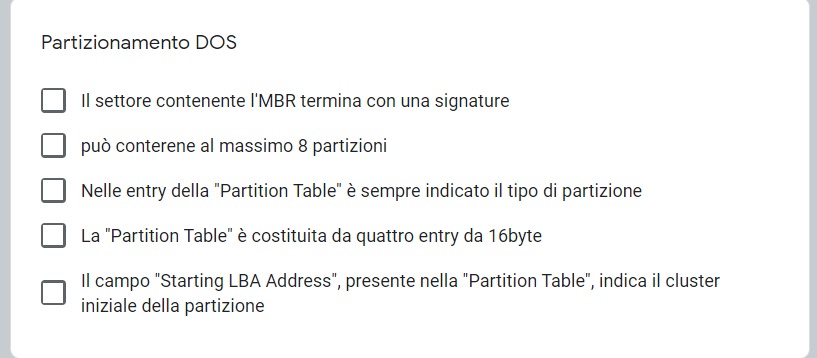 Partizionamento DOS
Il settore contenente l'MBR termina con una signature
può conterene al massimo 8 partizioni
Nelle entry della "Partition Table" è sempre indicato il tipo di partizione
La "Partition Table" è costituita da quattro entry da 16byte
Il campo "Starting LBA Address", presente nella "Partition Table", indica il cluster
iniziale della partizione